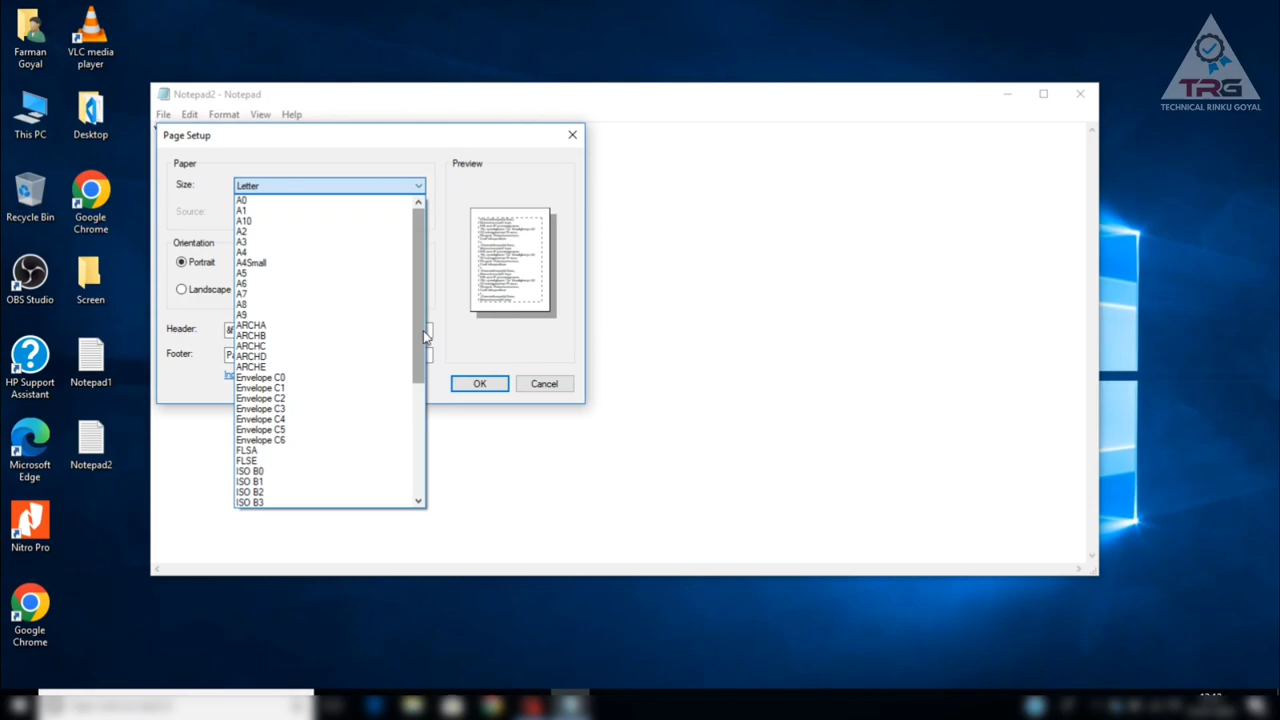 Farman
Goyal
VLC media
player
This PC
Desktop
Recycle Bin
Google
Chrome
OBS Studio
Screen
HP Support
Assistant
Notepad1
Microsoft
Edge
Notepad2
Nitro Pro
Google
Chrome
TRG
TECHNICAL RINKU GOYAL
Notepad2 - Notepad
File Edit Format View Help
Page Setup
Paper
Size: Letter
Source:
Orientation
Portrait
Landscape
Header: &f
Footer:
A0
A1
A10
A2
A3
A4
A4Small
A5
A6
A7
A8
A9
ARCHA
ARCHB
ARCHC
ARCHD
ARCHE
Envelope C0
Envelope C1
Envelope C2
Envelope C3
Envelope C4
Envelope C5
Envelope C6
FLSA
FLSE
ISO B0
ISO B1
ISO B2
ISO B3
Preview
OK Cancel